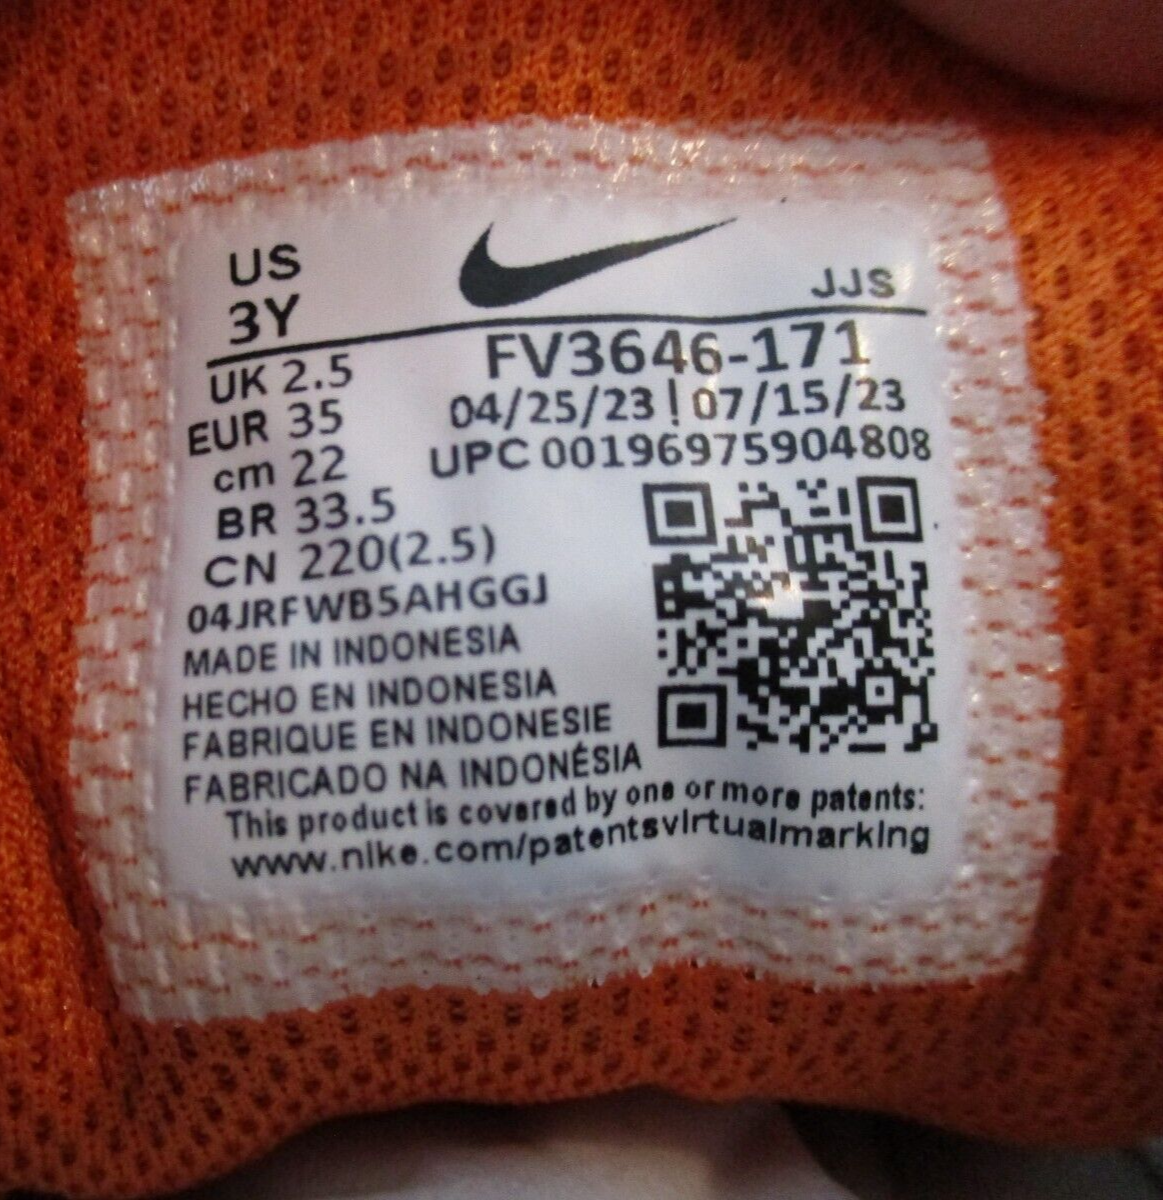 US
3Y
JJS
UK 2.5
EUR 35
cm 22
BR 33.5
CN 220(2.5)
FV3646-171
04/25/23 | 07/15/23
UPC 00196975904808
04JRFWB5AHGGJ
MADE IN INDONESIA
HECHO EN INDONESIA
FABRIQUE EN INDONESIE
FABRICADO NA INDONÉSIA
This product is covered by one or more patents:
www.nike.com/patentsvirtualmarking